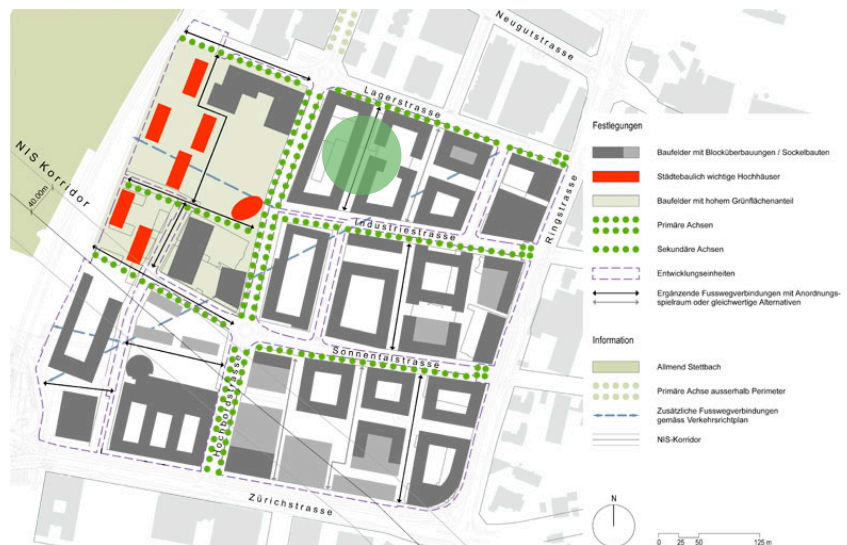 Neugutstrasse
Lagerstrasse
NIS Korridor
40.00m
Industriestrasse
Ringstrasse
Sonnentalstrasse
Hochbordstrasse
Zürichstrasse
Festlegungen
Baufelder mit Blocküberbauungen / Sockelbauten
Städtebaulich wichtige Hochhäuser
Baufelder mit hohem Grünflächenanteil
Primäre Achsen
Sekundäre Achsen
Entwicklungseinheiten
Ergänzende Fusswegverbindungen mit Anordnungs-
spielraum oder gleichwertige Alternativen
Information
Allmend Stettbach
Primäre Achse ausserhalb Perimeter
Zusätzliche Fusswegverbindungen
gemäss Verkehrsrichtplan
NIS-Korridor
N
0 25 50 125 m